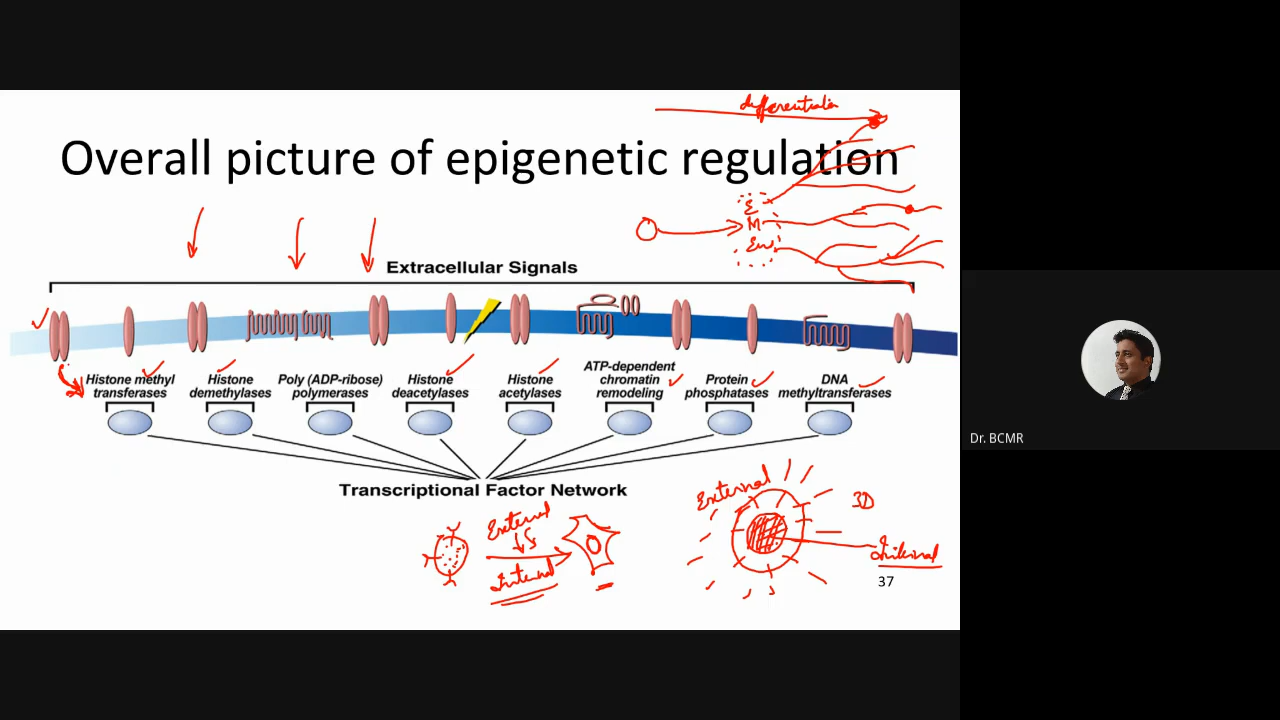 differentiation
Overall picture of epigenetic regulation
E
M
En
Extracellular Signals
Histone methyl
transferases
Histone
demethylases
Poly (ADP-ribose)
polymerases
Histone
deacetylases
Histone
acetylases
ATP-dependent
chromatin
remodeling
Protein
phosphatases
DNA
methyltransferases
Transcriptional Factor Network
External
Internal
External
3D
Internal
37
Dr. BCMR